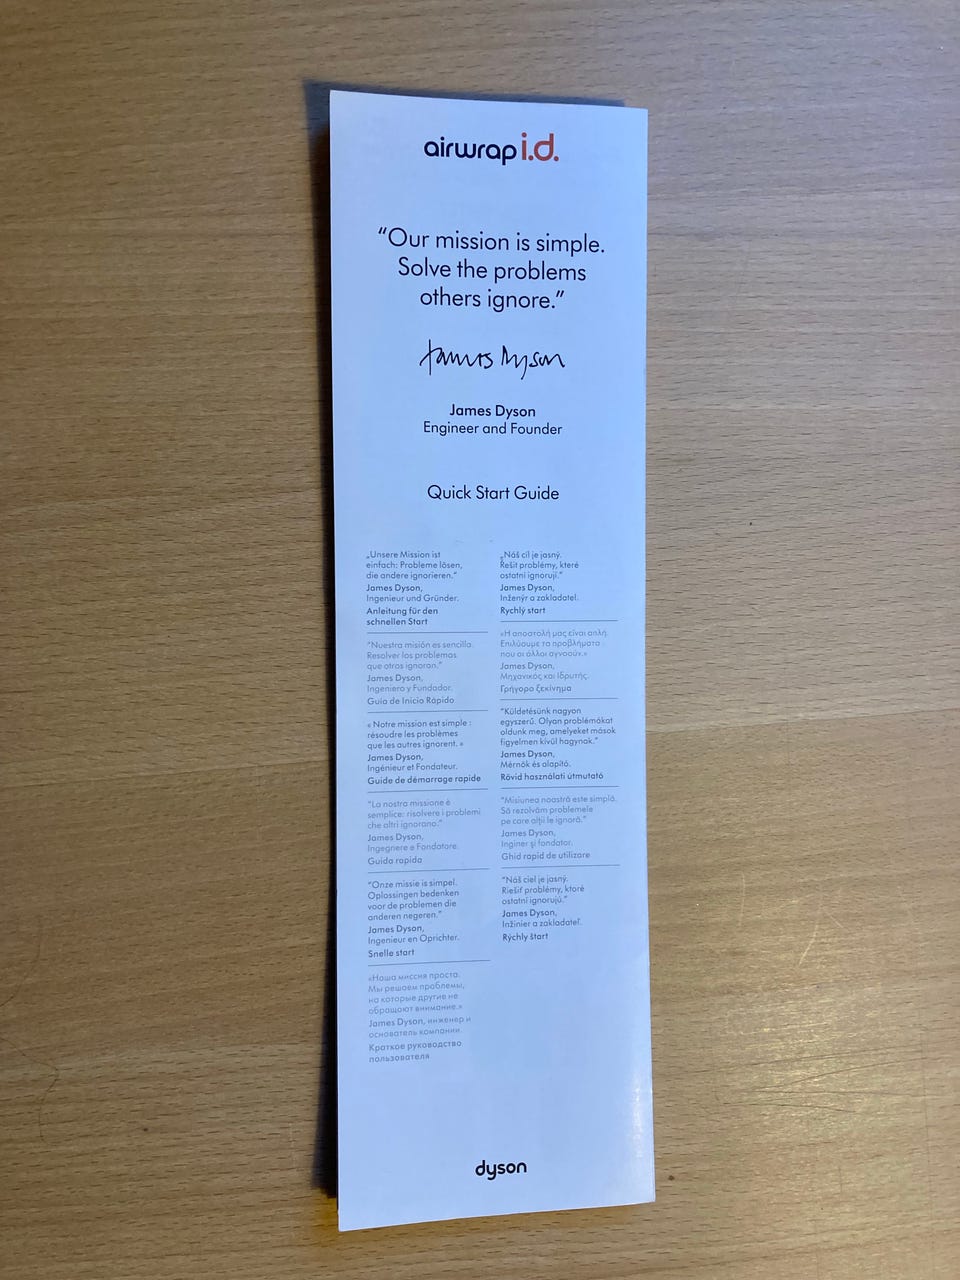 airwrap i.d.
“Our mission is simple.
Solve the problems
others ignore.”
James Dyson
James Dyson
Engineer and Founder
Quick Start Guide
„Unsere Mission ist
einfach: Probleme lösen,
die andere ignorieren.“
James Dyson,
Ingenieur und Gründer.
Anleitung für den
schnellen Start
“Nuestra misión es sencilla.
Resolver los problemas
que otros ignoran.”
James Dyson,
Ingeniero y Fundador.
Guía de Inicio Rápido
« Notre mission est simple :
résoudre les problèmes
que les autres ignorent. »
James Dyson,
Ingénieur et Fondateur.
Guide de démarrage rapide
“La nostra missione è
semplice: risolvere i problemi
che altri ignorano.”
James Dyson,
Ingegnere e Fondatore.
Guida rapida
“Onze missie is simpel.
Oplossingen bedenken
voor de problemen die
anderen negeren.”
James Dyson,
Ingenieur en Oprichter.
Snelle start
«Наша миссия проста.
Мы решаем проблемы,
на которые другие не
обращают внимание.»
James Dyson, инженер и
основатель компании.
Краткое руководство
пользователя
„Náš cíl je jasný.
Řešit problémy, které
ostatní ignorují.“
James Dyson,
Inženýr a zakladatel.
Rychlý start
«Η αποστολή μας είναι απλή.
Επιλύουμε τα προβλήματα
που οι άλλοι αγνοούν.»
James Dyson,
Μηχανικός και Ιδρυτής.
Γρήγορο ξεκίνημα
“Küldetésünk nagyon
egyszerű. Olyan problémákat
oldunk meg, amelyeket mások
figyelmen kívül hagynak.”
James Dyson,
Mérnök és alapító.
Rövid használati útmutató
“Misiunea noastră este simplă.
Să rezolvăm problemele
pe care alții le ignoră.”
James Dyson,
Inginer și fondator.
Ghid rapid de utilizare
“Náš cieľ je jasný.
Riešiť problémy, ktoré
ostatní ignorujú.”
James Dyson,
Inžinier a zakladateľ.
Rýchly štart
dyson